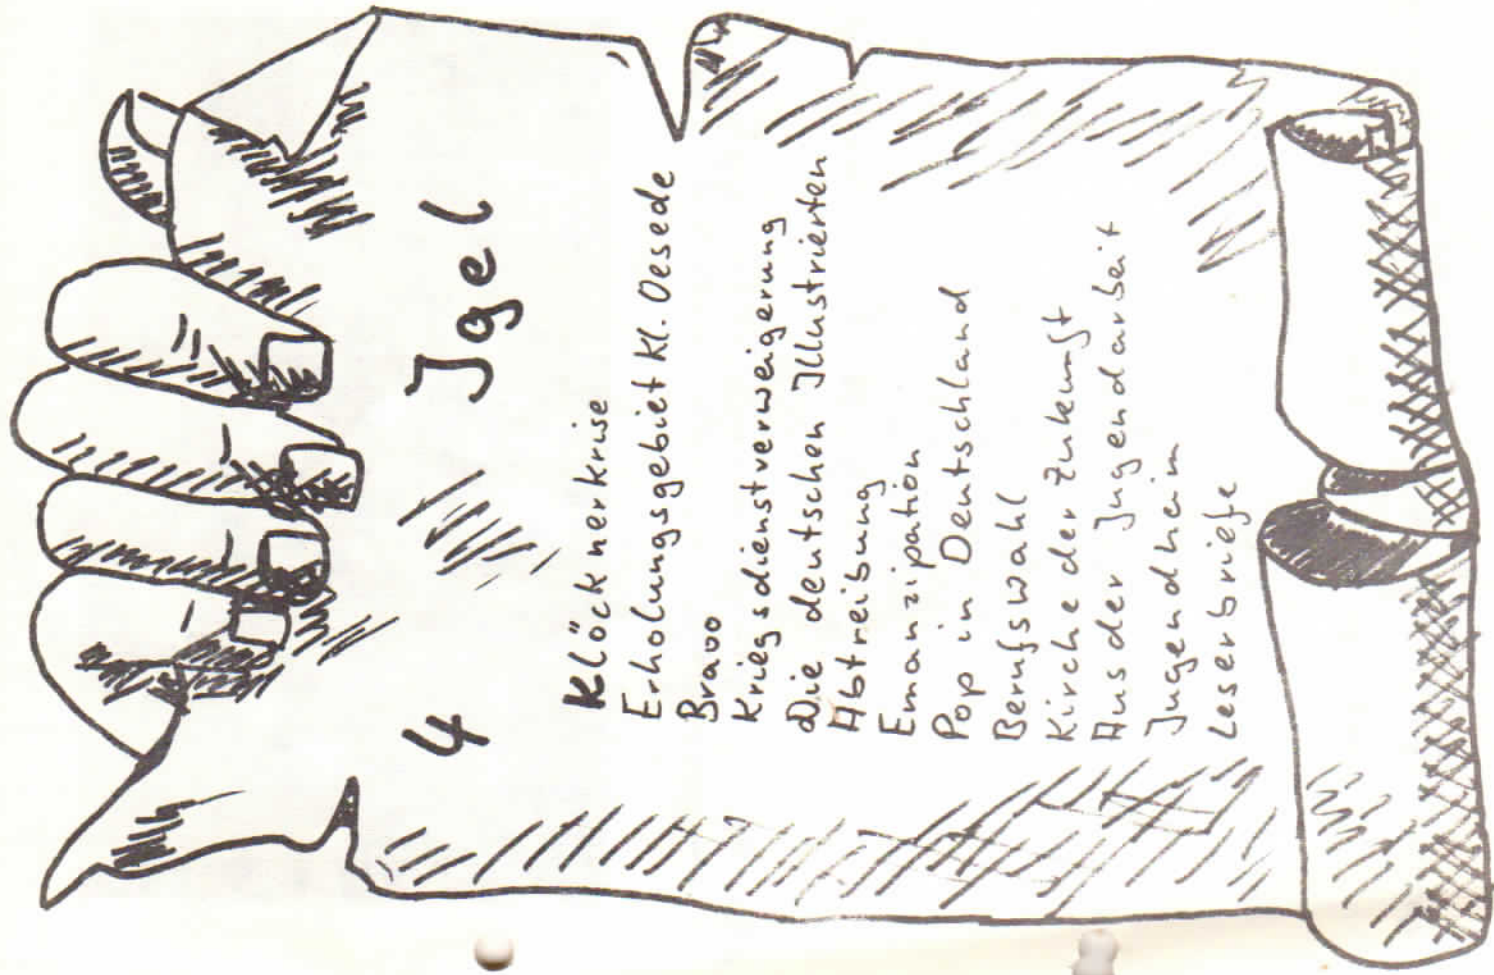 4 Igel
Klöcknerkrise
Erholungsgebiet Kl. Oesede
Bravo
Kriegsdienstverweigerung
Die deutschen Illustrierten
Abtreibung
Emanzipation
Pop in Deutschland
Berufswahl
Kirche der Zukunft
Aus der Jugendarbeit
Jugendheim
Leserbriefe